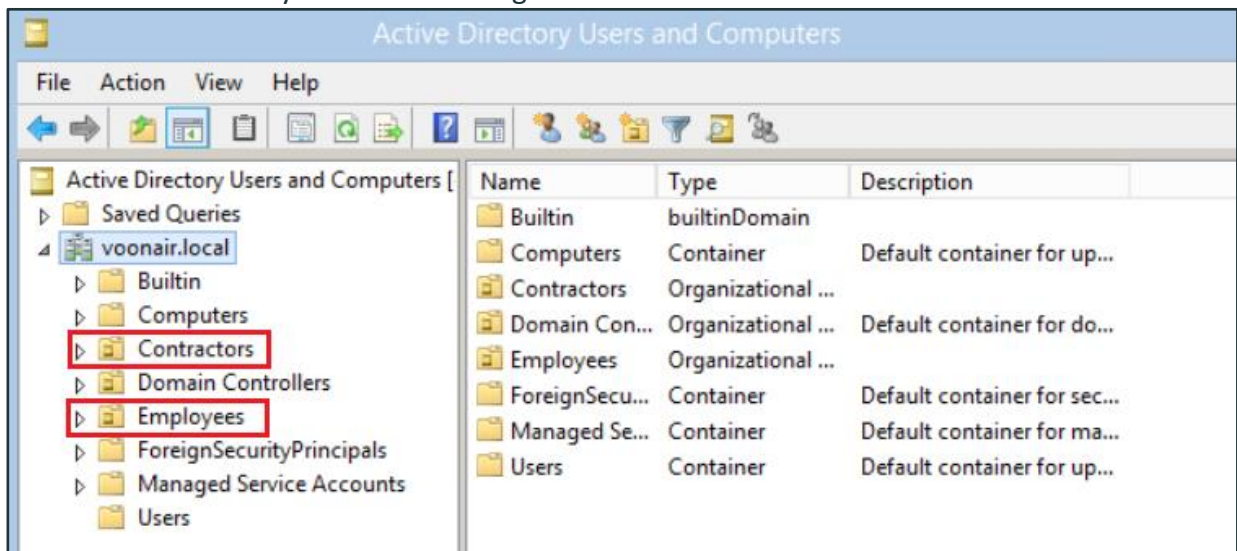 Active Directory Users and Computers
File Action View Help
Active Directory Users and Computers [
Saved Queries
voonair.local
Builtin
Computers
Contractors
Domain Controllers
Employees
ForeignSecurityPrincipals
Managed Service Accounts
Users
Name Type Description
Builtin builtinDomain
Computers Container Default container for up...
Contractors Organizational ...
Domain Con... Organizational ... Default container for do...
Employees Organizational ...
ForeignSecu... Container Default container for sec...
Managed Se... Container Default container for ma...
Users Container Default container for up...